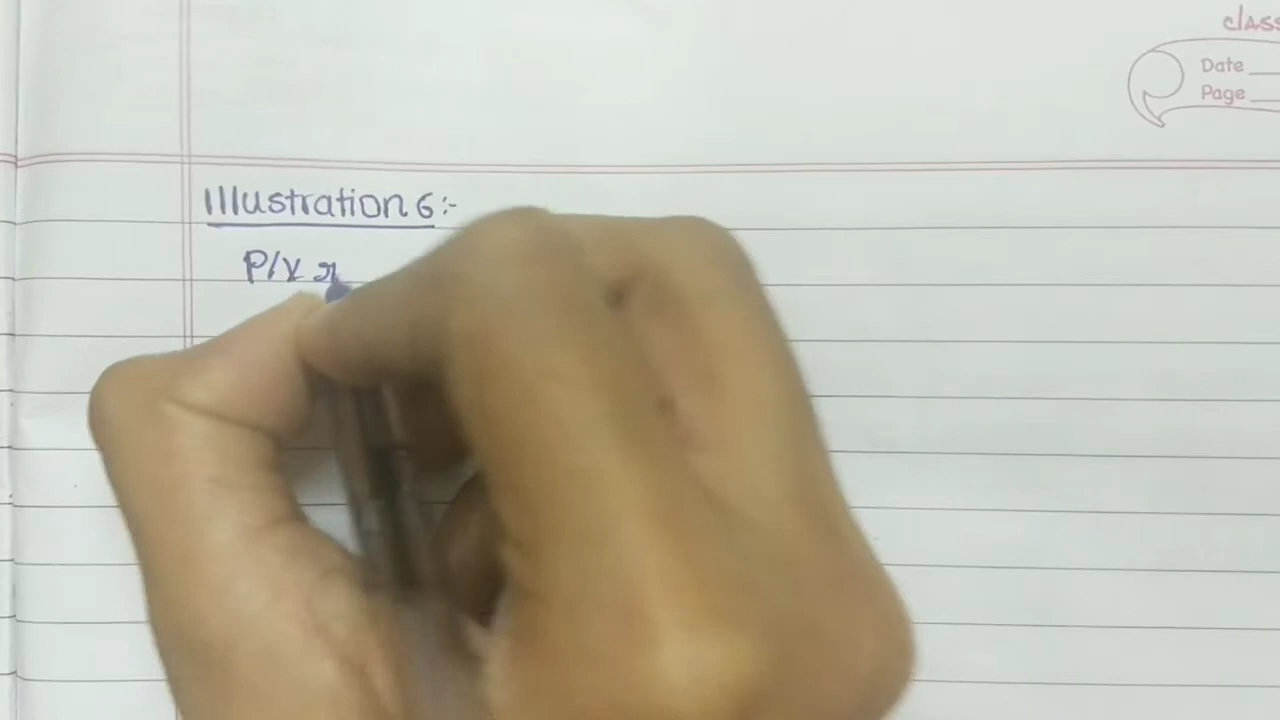 class
Date
Page
Illustration 6:-
P/V r